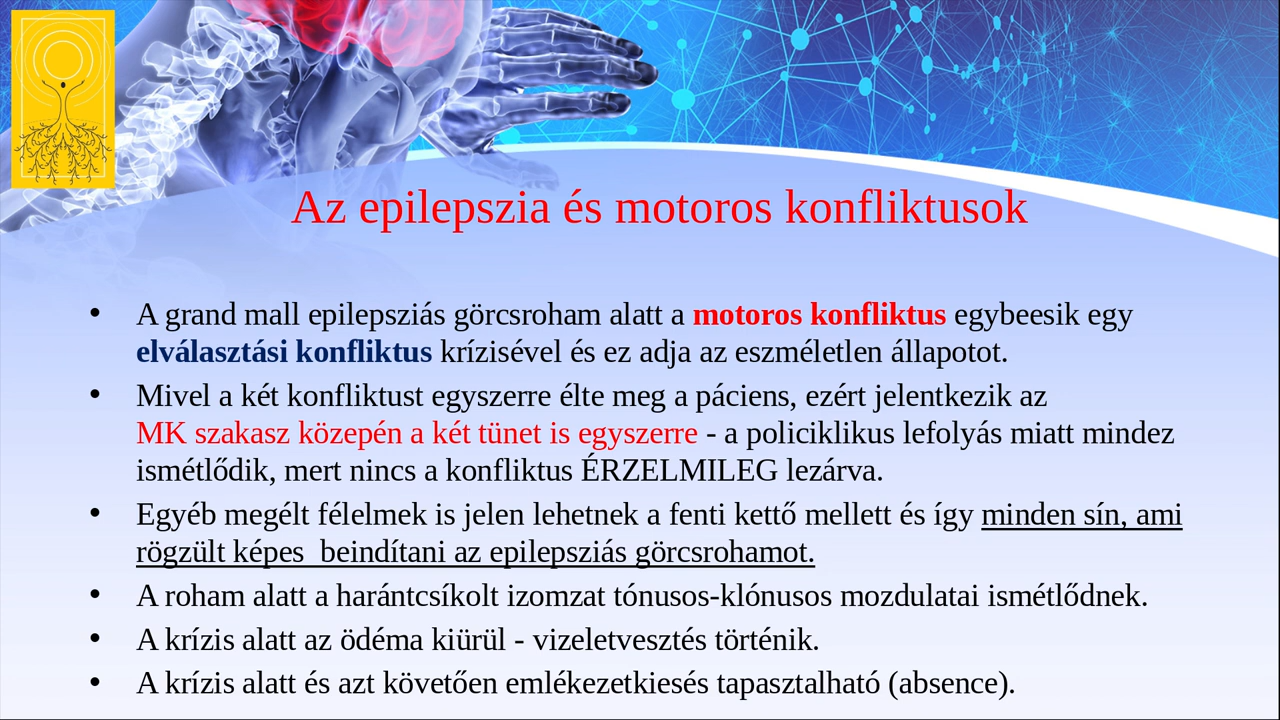 Az epilepszia és motoros konfliktusok
• A grand mall epilepsziás görcsroham alatt a motoros konfliktus egybeesik egy
elválasztási konfliktus krízisével és ez adja az eszméletlen állapotot.
• Mivel a két konfliktust egyszerre élte meg a páciens, ezért jelentkezik az
MK szakasz közepén a két tünet is egyszerre - a policiklikus lefolyás miatt mindez
ismétlődik, mert nincs a konfliktus ÉRZELMILEG lezárva.
• Egyéb megélt félelmek is jelen lehetnek a fenti kettő mellett és így minden sín, ami
rögzült képes  beindítani az epilepsziás görcsrohamot.
• A roham alatt a harántcsíkolt izomzat tónusos-klónusos mozdulatai ismétlődnek.
• A krízis alatt az ödéma kiürül - vizeletvesztés történik.
• A krízis alatt és azt követően emlékezetkiesés tapasztalható (absence).